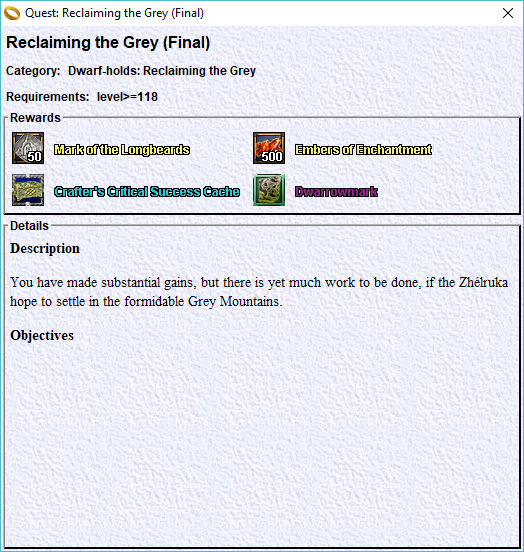 Quest: Reclaiming the Grey (Final)
Reclaiming the Grey (Final)
Category: Dwarf-holds: Reclaiming the Grey
Requirements: level>=118
Rewards
50 Mark of the Longbeards 500 Embers of Enchantment
Crafter's Critical Success Cache Dwarrowmark
Details
Description
You have made substantial gains, but there is yet much work to be done, if the Zhélruka
hope to settle in the formidable Grey Mountains.
Objectives